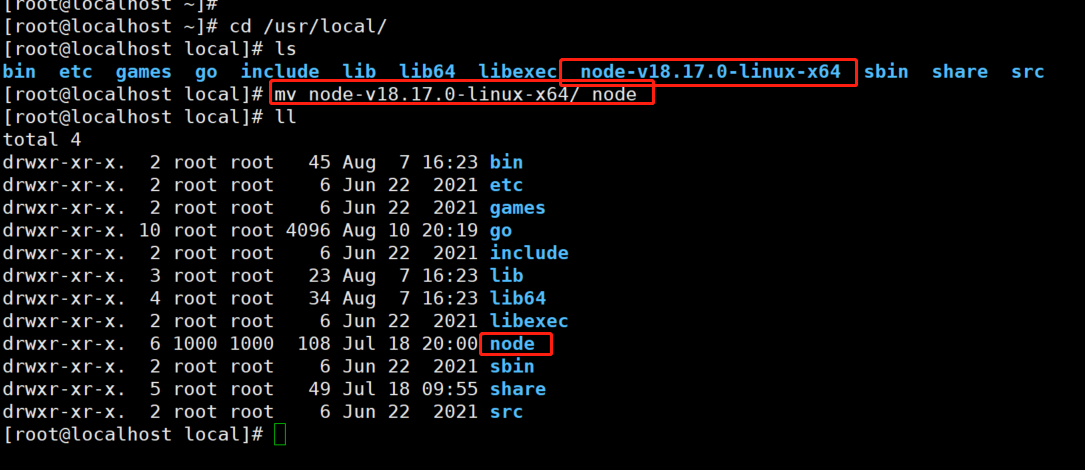 [root@localhost ~]#
[root@localhost ~]# cd /usr/local/
[root@localhost local]# ls
bin  etc  games  go  include  lib  lib64  libexec  node-v18.17.0-linux-x64  sbin  share  src
[root@localhost local]# mv node-v18.17.0-linux-x64/ node
[root@localhost local]# ll
total 4
drwxr-xr-x.  2 root root   45 Aug  7 16:23 bin
drwxr-xr-x.  2 root root    6 Jun 22  2021 etc
drwxr-xr-x.  2 root root    6 Jun 22  2021 games
drwxr-xr-x. 10 root root 4096 Aug 10 20:19 go
drwxr-xr-x.  2 root root    6 Jun 22  2021 include
drwxr-xr-x.  3 root root   23 Aug  7 16:23 lib
drwxr-xr-x.  4 root root   34 Aug  7 16:23 lib64
drwxr-xr-x.  2 root root    6 Jun 22  2021 libexec
drwxr-xr-x.  6 1000 1000  108 Jul 18 20:00 node
drwxr-xr-x.  2 root root    6 Jun 22  2021 sbin
drwxr-xr-x.  5 root root   49 Jul 18 09:55 share
drwxr-xr-x.  2 root root    6 Jun 22  2021 src
[root@localhost local]#